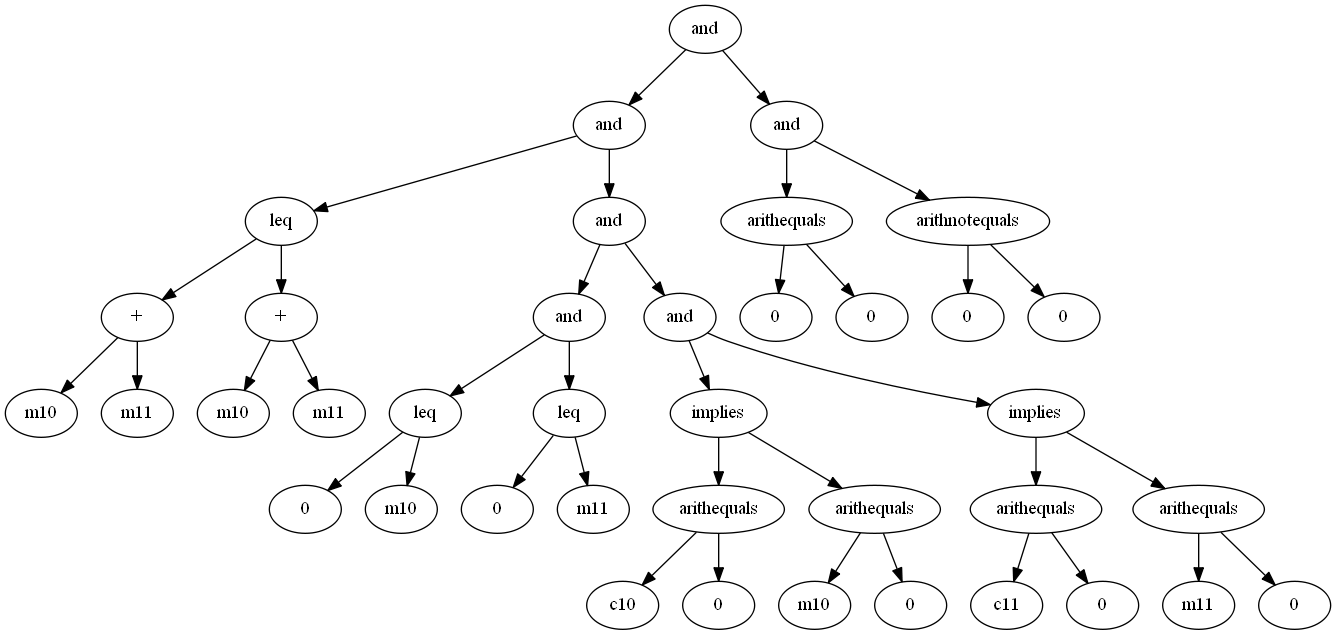 and
and and
leq and arithequals arithnotequals
+ + and and 0 0 0 0
m10 m11 m10 m11 leq leq implies implies
0 m10 0 m11 arithequals arithequals arithequals arithequals
c10 0 m10 0 c11 0 m11 0